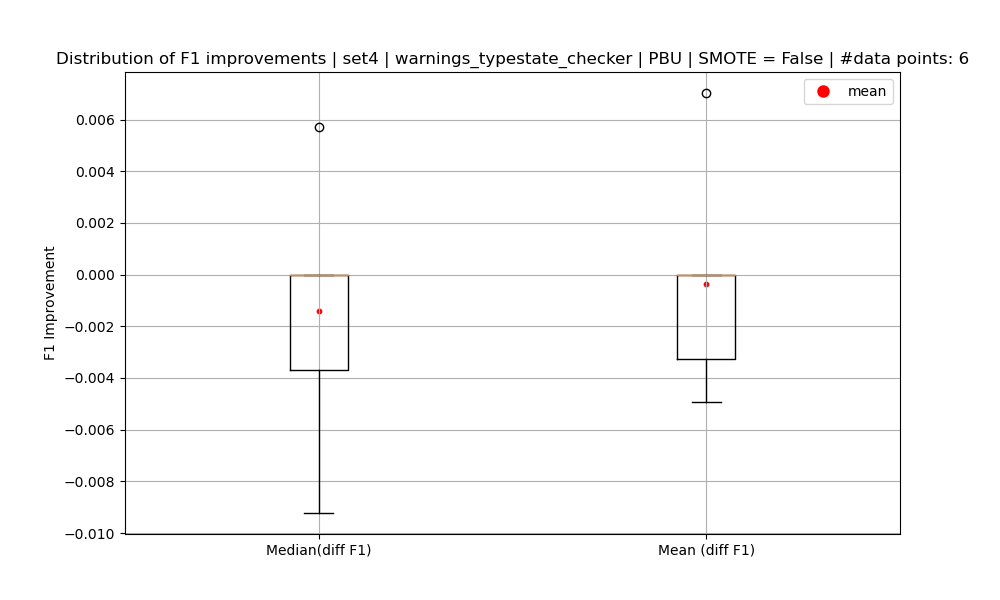 Distribution of F1 improvements | set4 | warnings_typestate_checker | PBU | SMOTE = False | #data points: 6
mean
0.006
0.004
0.002
0.000
−0.002
−0.004
−0.006
−0.008
−0.010
F1 Improvement
Median(diff F1)
Mean (diff F1)